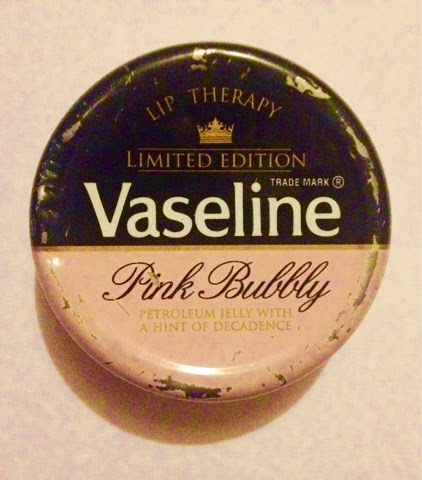 LIP THERAPY
LIMITED EDITION
TRADE MARK ®
Vaseline
Pink Bubbly
PETROLEUM JELLY WITH
A HINT OF DECADENCE